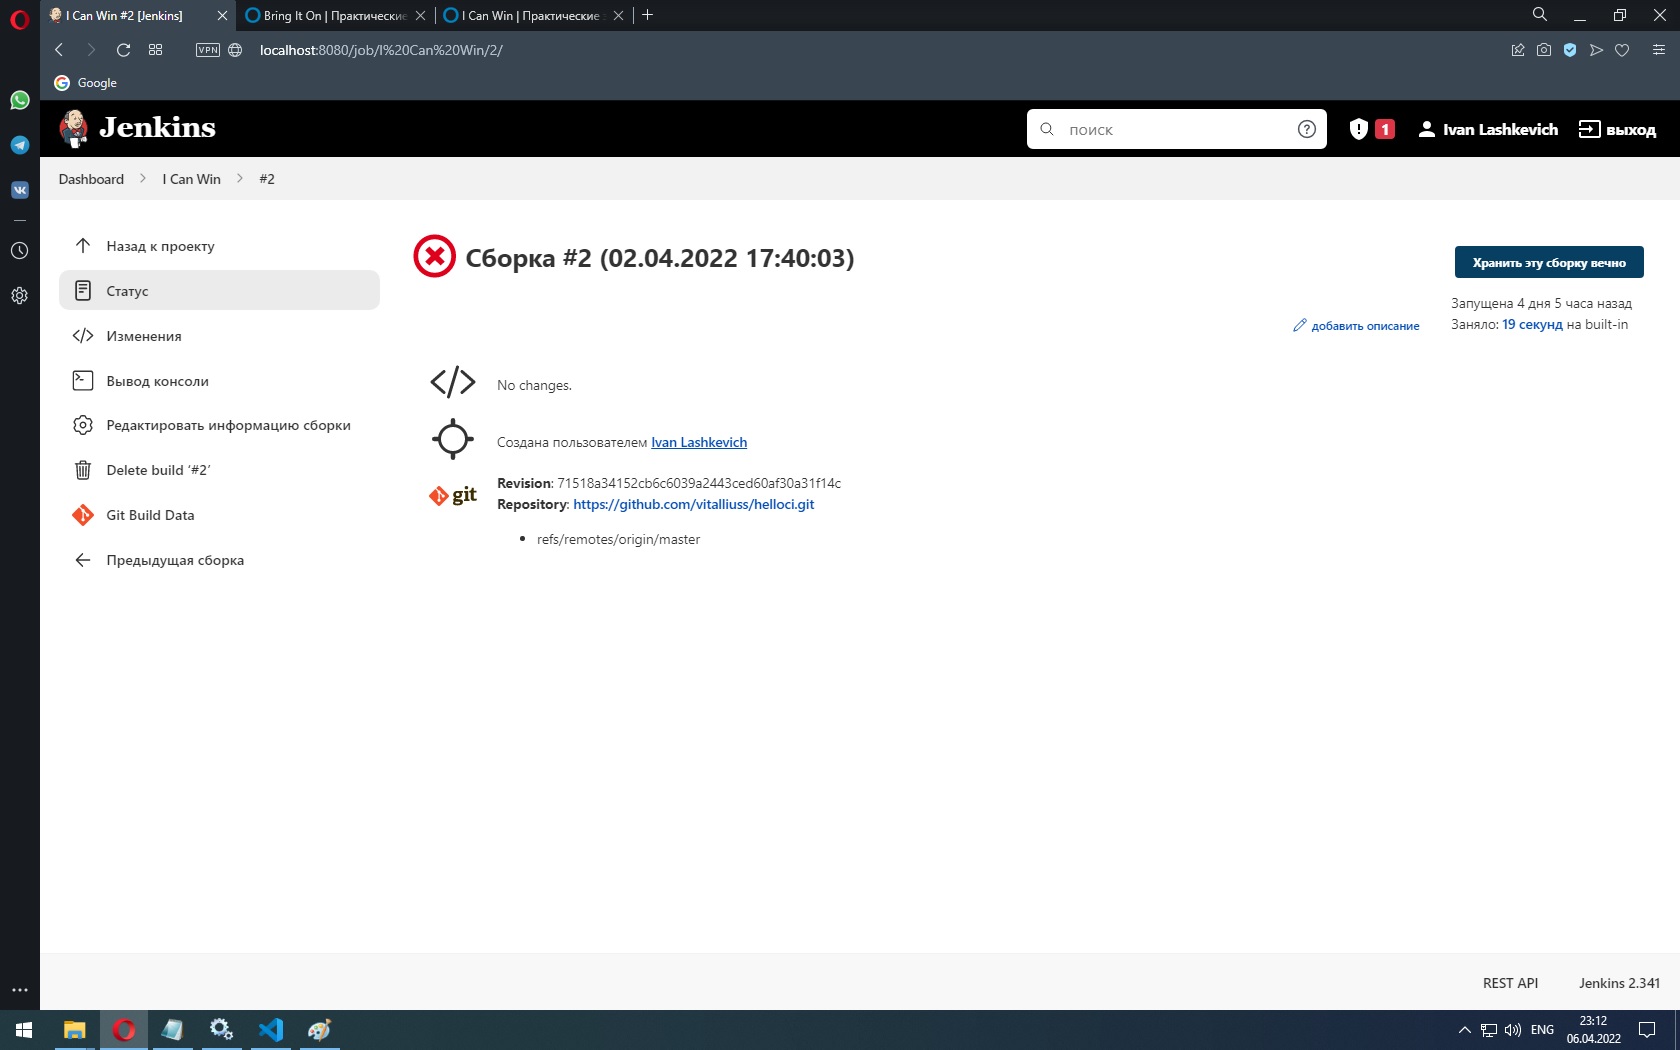 I Can Win #2 [Jenkins]
Bring It On | Практические
I Can Win | Практические
VPN
localhost:8080/job/I%20Can%20Win/2/
Google
Jenkins
поиск
1
Ivan Lashkevich
выход
Dashboard
I Can Win
#2
Назад к проекту
Статус
Изменения
Вывод консоли
Редактировать информацию сборки
Delete build ‘#2’
Git Build Data
Предыдущая сборка
Сборка #2 (02.04.2022 17:40:03)
Хранить эту сборку вечно
Запущена 4 дня 5 часа назад
Заняло: 19 секунд на built-in
добавить описание
No changes.
Создана пользователем Ivan Lashkevich
git
Revision: 71518a34152cb6c6039a2443ced60af30a31f14c
Repository: https://github.com/vitalliuss/helloci.git
refs/remotes/origin/master
REST API
Jenkins 2.341
ENG
23:12
06.04.2022